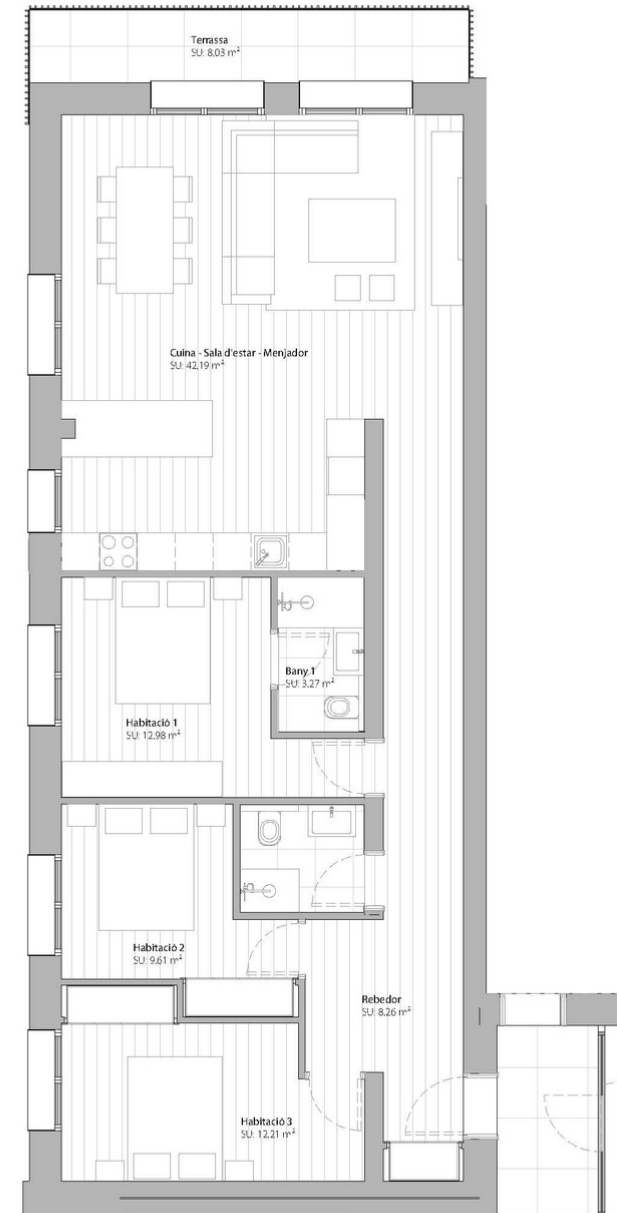 Terrassa
SU: 8,03 m²
Cuina - Sala d'estar - Menjador
SU: 42,19 m²
Bany 1
SU: 3,27 m²
Habitació 1
SU: 12,98 m²
Habitació 2
SU: 9,61 m²
Rebedor
SU: 8,26 m²
Habitació 3
SU: 12,21 m²